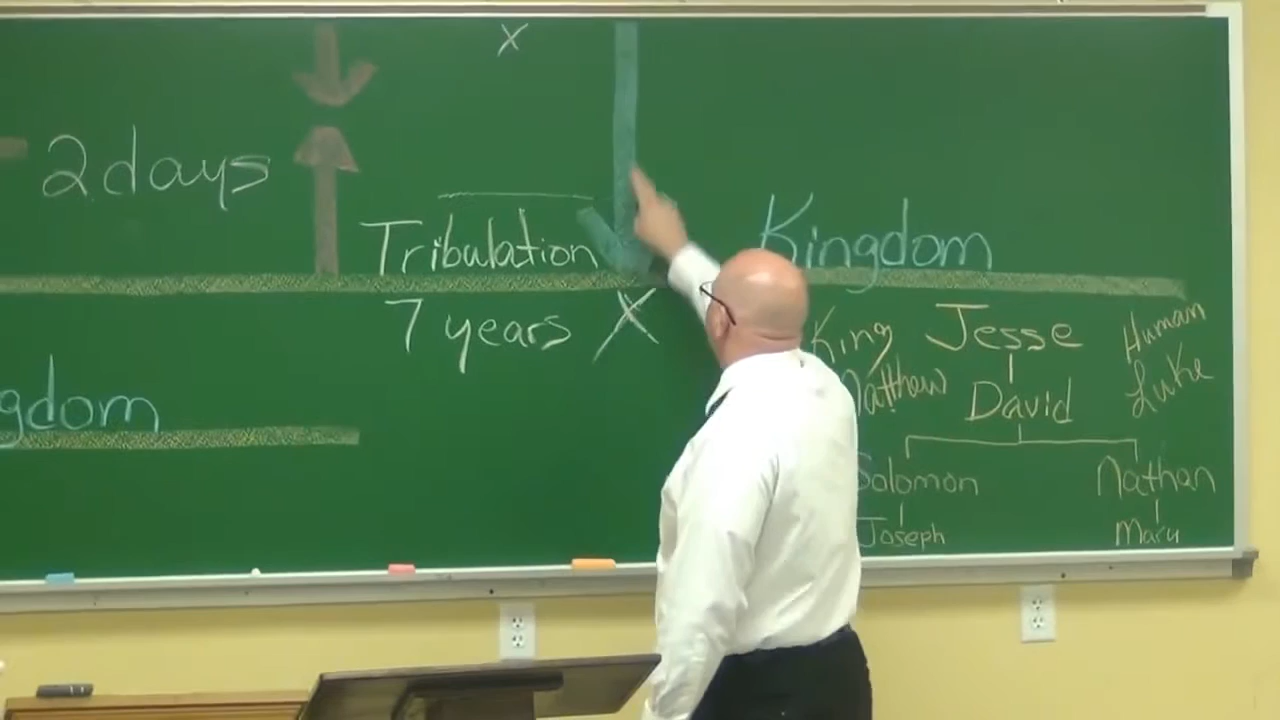 X
2 days
Tribulation
Kingdom
7 years X
King Jesse Human
Matthew David Luke
gdom
Solomon Nathan
Joseph Mary